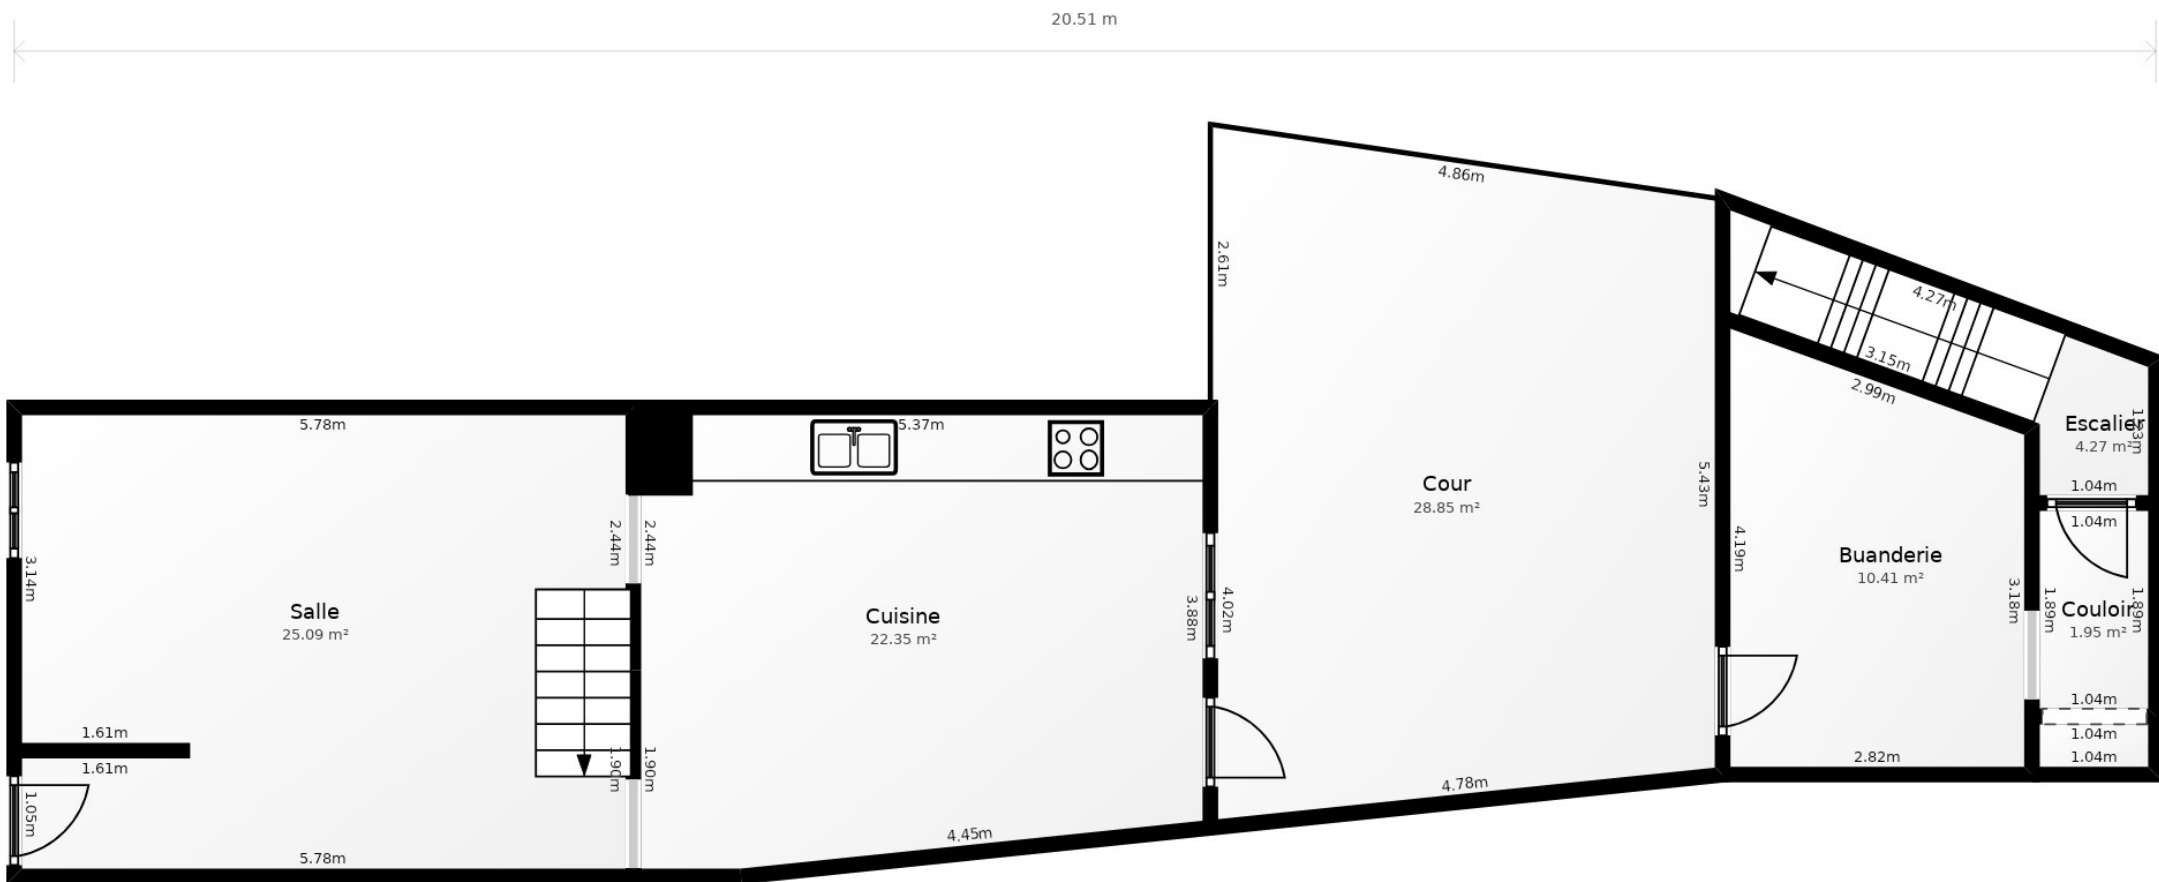 20.51 m
4.86m
2.61m
4.27m
3.15m
2.99m
5.78m
5.37m
Escalier
4.27 m²
1.04m
1.04m
Cour
28.85 m²
5.43m
4.19m
Buanderie
10.41 m²
2.44m
2.44m
3.14m
Salle
25.09 m²
Cuisine
22.35 m²
3.88m
4.02m
3.18m
1.89m
Couloir
1.95 m²
1.89m
1.04m
1.04m
1.04m
1.61m
1.61m
1.05m
1.90m
1.90m
2.82m
4.78m
4.45m
5.78m